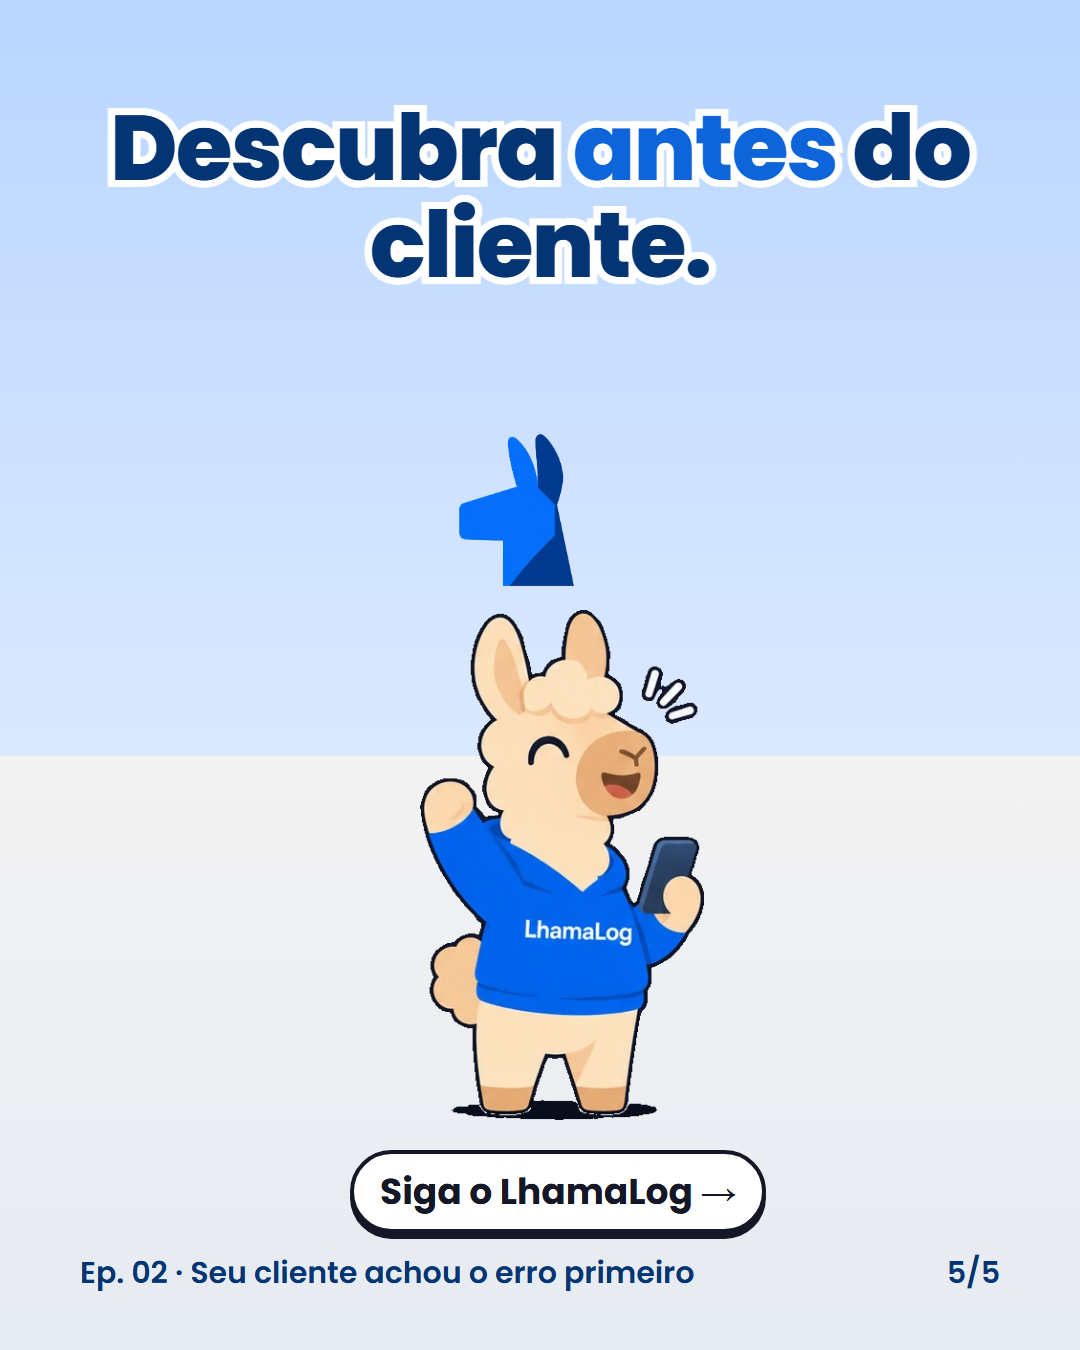 Descubra antes do
cliente.
LhamaLog
Siga o LhamaLog →
Ep. 02 · Seu cliente achou o erro primeiro
5/5